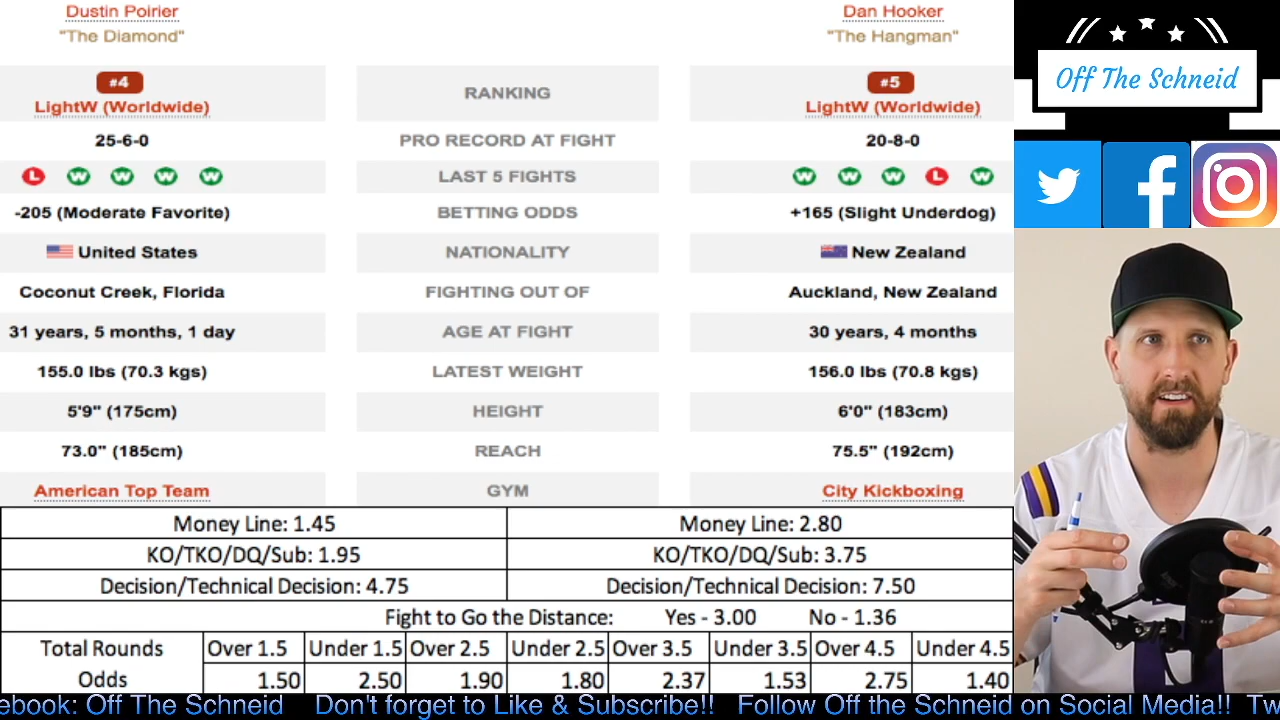 Dustin Poirier
Dan Hooker
"The Diamond"
"The Hangman"
#4
LightW (Worldwide)
RANKING
#5
LightW (Worldwide)
25-6-0
PRO RECORD AT FIGHT
20-8-0
L W W W W
LAST 5 FIGHTS
W W W L W
-205 (Moderate Favorite)
BETTING ODDS
+165 (Slight Underdog)
United States
NATIONALITY
New Zealand
Coconut Creek, Florida
FIGHTING OUT OF
Auckland, New Zealand
31 years, 5 months, 1 day
AGE AT FIGHT
30 years, 4 months
155.0 lbs (70.3 kgs)
LATEST WEIGHT
156.0 lbs (70.8 kgs)
5'9" (175cm)
HEIGHT
6'0" (183cm)
73.0" (185cm)
REACH
75.5" (192cm)
American Top Team
GYM
City Kickboxing
Money Line: 1.45
Money Line: 2.80
KO/TKO/DQ/Sub: 1.95
KO/TKO/DQ/Sub: 3.75
Decision/Technical Decision: 4.75
Decision/Technical Decision: 7.50
Fight to Go the Distance: Yes - 3.00 No - 1.36
Total Rounds Over 1.5 Under 1.5 Over 2.5 Under 2.5 Over 3.5 Under 3.5 Over 4.5 Under 4.5
Odds 1.50 2.50 1.90 1.80 2.37 1.53 2.75 1.40
ebook: Off The Schneid Don't forget to Like & Subscribe!! Follow Off the Schneid on Social Media!! Tw
Off The Schneid